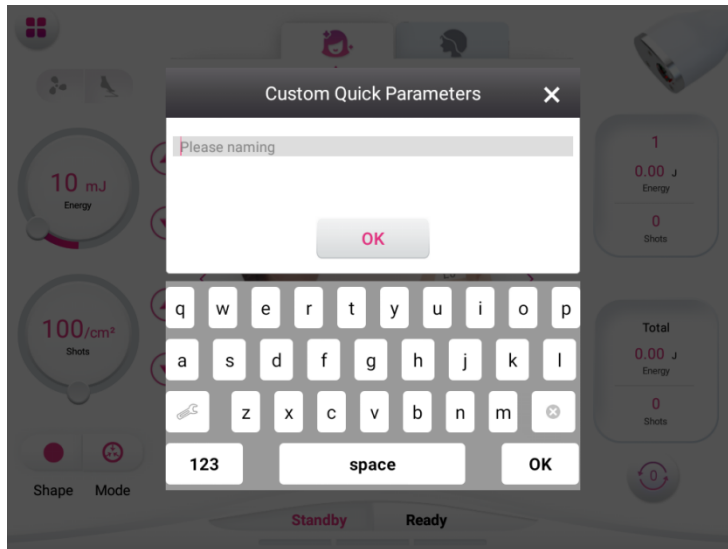 Custom Quick Parameters
Please naming
OK
10 mJ
Energy
100/cm²
Shots
Shape Mode
1
0.00 J
Energy
0
Shots
Total
0.00 J
Energy
0
Shots
0
q w e r t y u i o p
a s d f g h j k l
z x c v b n m
123 space OK
Standby Ready